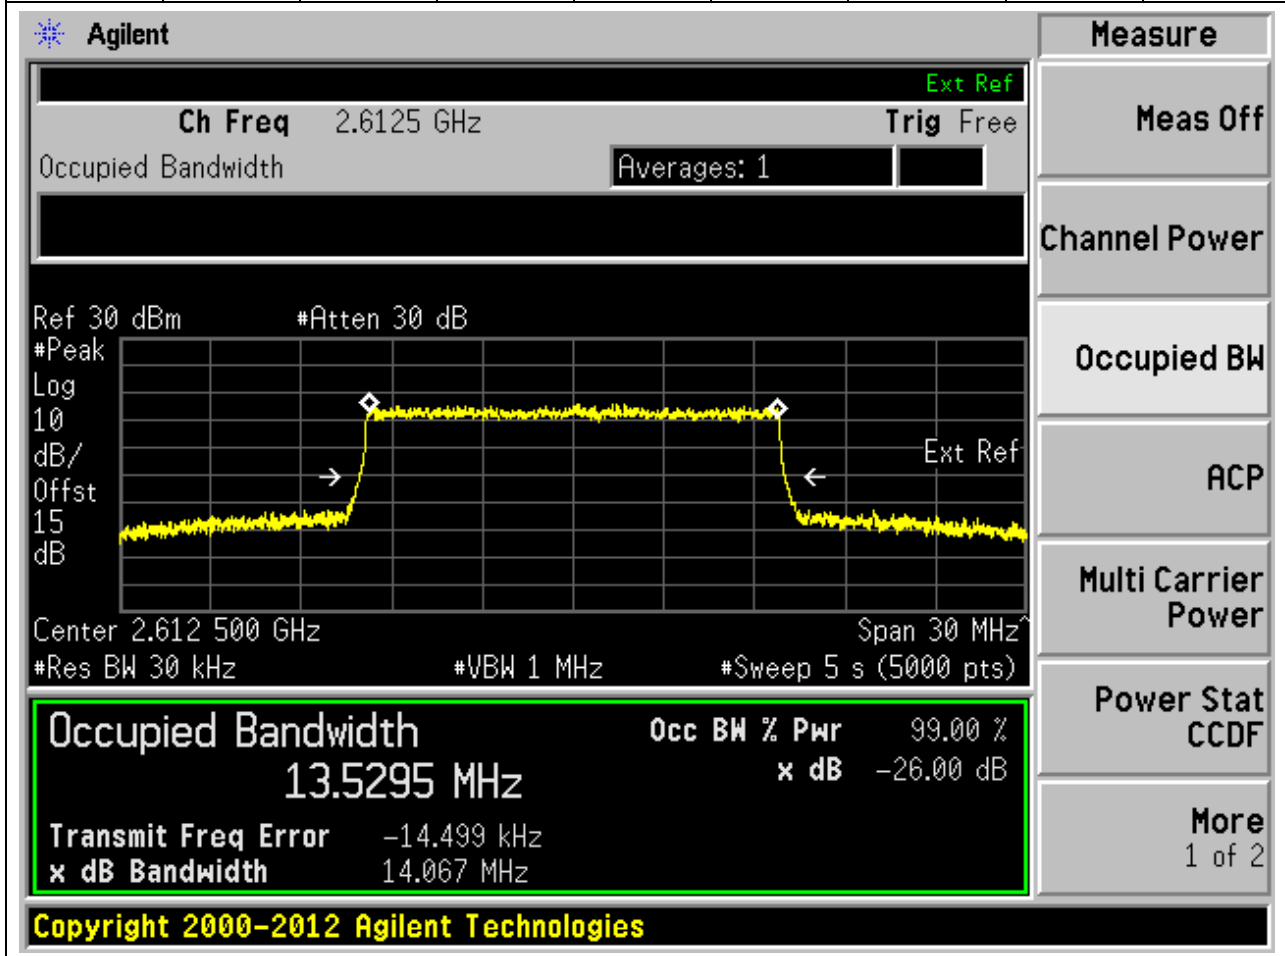 Agilent
Measure
Ext Ref
Ch Freq 2.6125 GHz Trig Free
Meas Off
Occupied Bandwidth Averages: 1
Channel Power
Ref 30 dBm #Atten 30 dB
#Peak
Log
10
dB/
Offst
15
dB
Ext Ref
Occupied BW
ACP
Center 2.612 500 GHz Span 30 MHz^
#Res BW 30 kHz #VBW 1 MHz #Sweep 5 s (5000 pts)
Multi Carrier
Power
Occupied Bandwidth Occ BW % Pwr 99.00 %
13.5295 MHz x dB -26.00 dB
Transmit Freq Error -14.499 kHz
x dB Bandwidth 14.067 MHz
Power Stat
CCDF
More
1 of 2
Copyright 2000-2012 Agilent Technologies